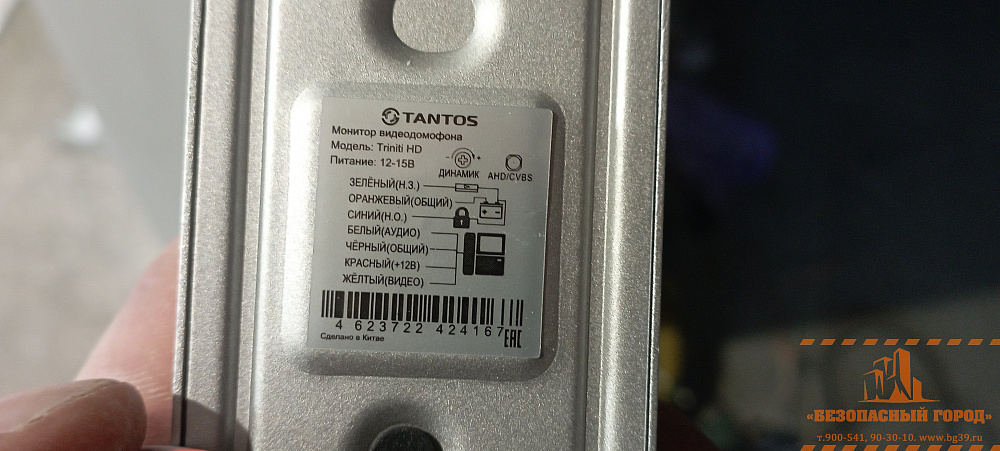 TANTOS
Монитор видеодомофона
Модель: Triniti HD
Питание: 12-15В
- +
ДИНАМИК
AHD/CVBS
ЗЕЛЁНЫЙ(Н.З.)
ОРАНЖЕВЫЙ(ОБЩИЙ)
СИНИЙ(Н.О.)
БЕЛЫЙ(АУДИО)
ЧЁРНЫЙ(ОБЩИЙ)
КРАСНЫЙ(+12В)
ЖЁЛТЫЙ(ВИДЕО)
4 623722 424167
Сделано в Китае
EAC
«БЕЗОПАСНЫЙ ГОРОД»
т.900-541, 90-30-10, www.bg39.ru